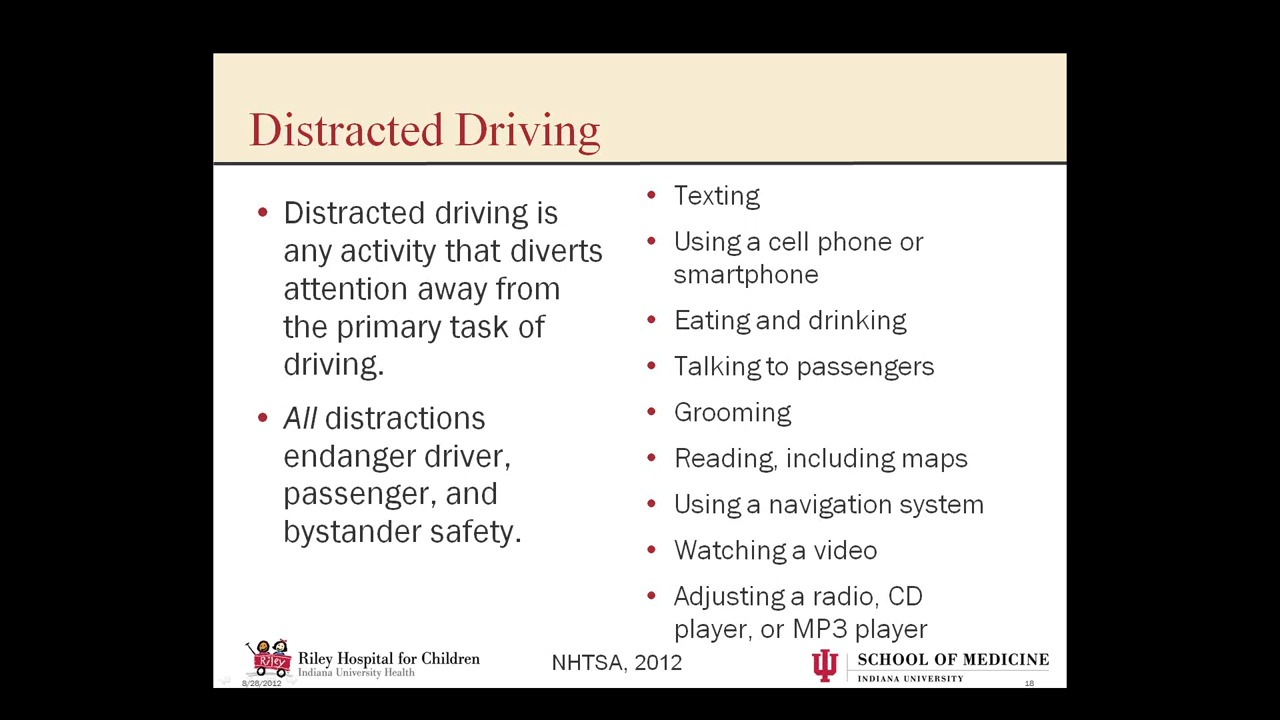 Distracted Driving
• Distracted driving is
any activity that diverts
attention away from
the primary task of
driving.
• All distractions
endanger driver,
passenger, and
bystander safety.
• Texting
• Using a cell phone or
smartphone
• Eating and drinking
• Talking to passengers
• Grooming
• Reading, including maps
• Using a navigation system
• Watching a video
• Adjusting a radio, CD
player, or MP3 player
Riley
Riley Hospital for Children
Indiana University Health
8/28/2012
NHTSA, 2012
SCHOOL OF MEDICINE
INDIANA UNIVERSITY
18